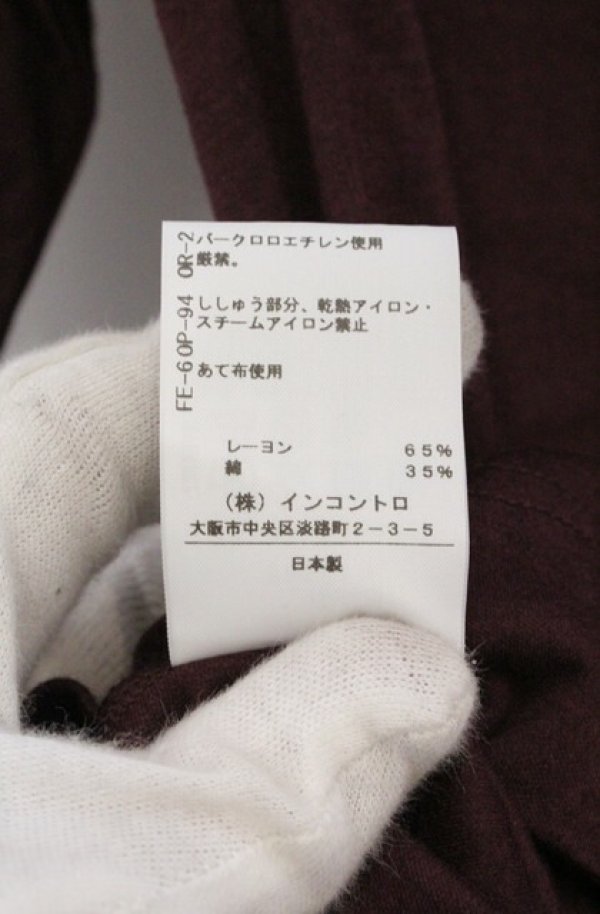 FE-60P-94 0R-2
パークロロエチレン使用
厳禁。
ししゅう部分、乾熱アイロン・
スチームアイロン禁止
あて布使用
レーヨン 65%
綿 35%
(株)インコントロ
大阪市中央区淡路町2-3-5
日本製